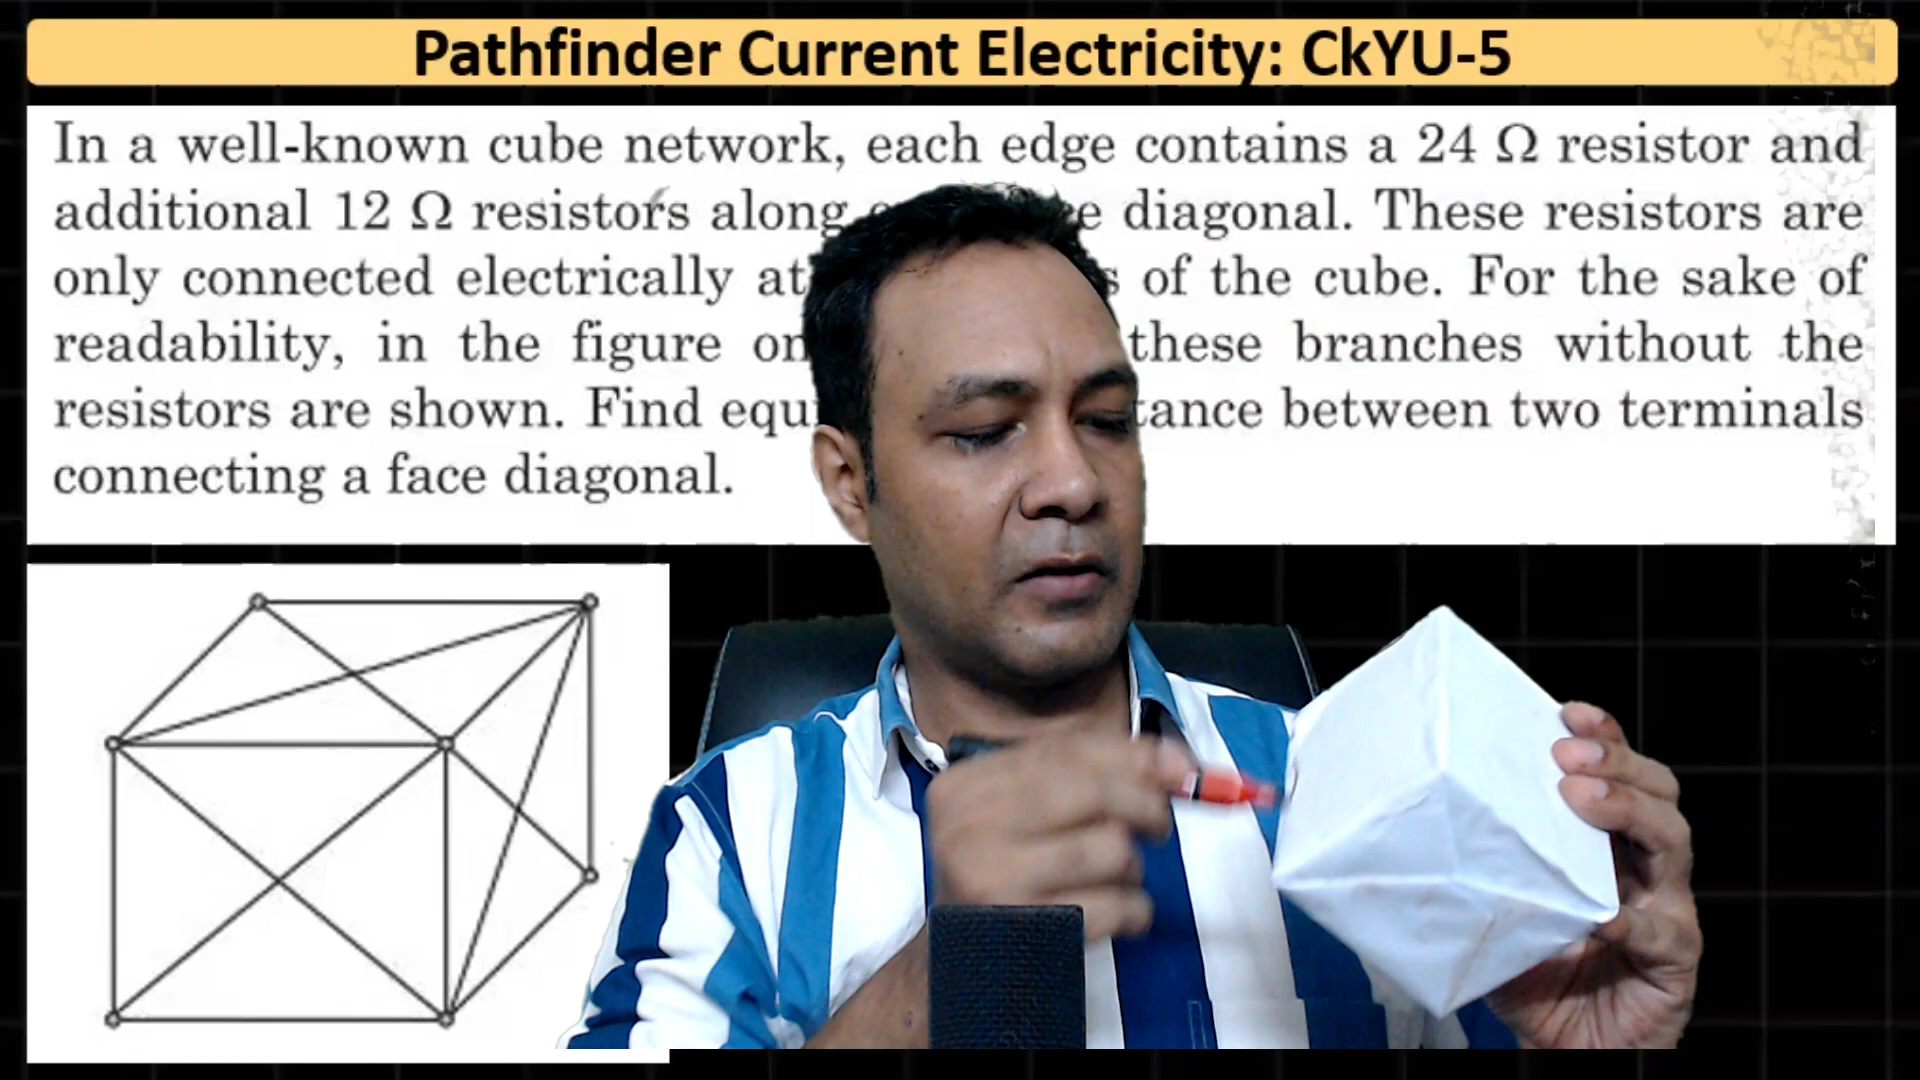 Pathfinder Current Electricity: CkYU-5
In a well-known cube network, each edge contains a 24 Ω resistor and
additional 12 Ω resistors along diagonal. These resistors are
only connected electrically at of the cube. For the sake of
readability, in the figure these branches without the
resistors are shown. Find between two terminals
connecting a face diagonal.